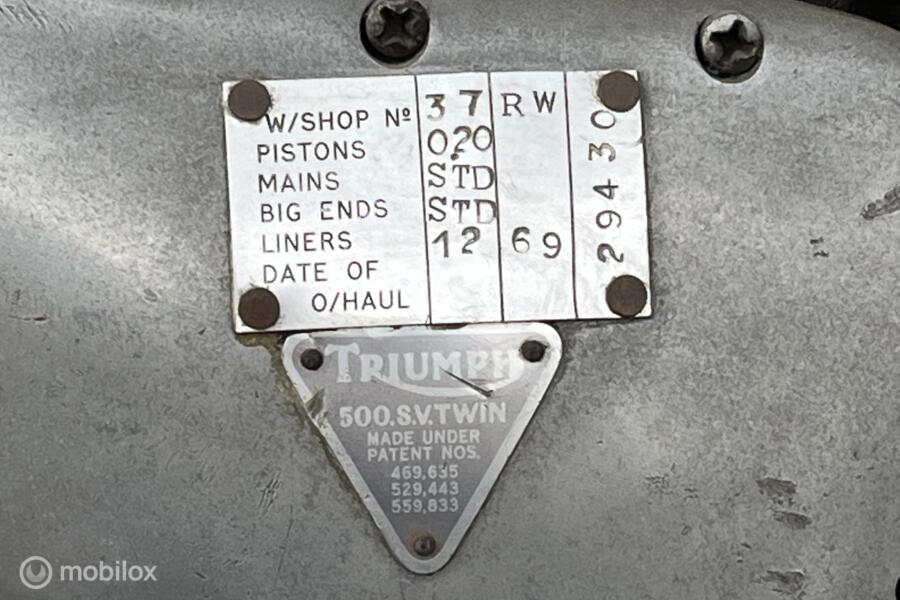 W/SHOP Nº 37 RW
PISTONS 020
MAINS STD
BIG ENDS STD
LINERS 12 69
DATE OF
O/HAUL
29430
TRIUMPH
500.S.V.TWIN
MADE UNDER
PATENT NOS.
469,635
529,443
559,833
mobilox